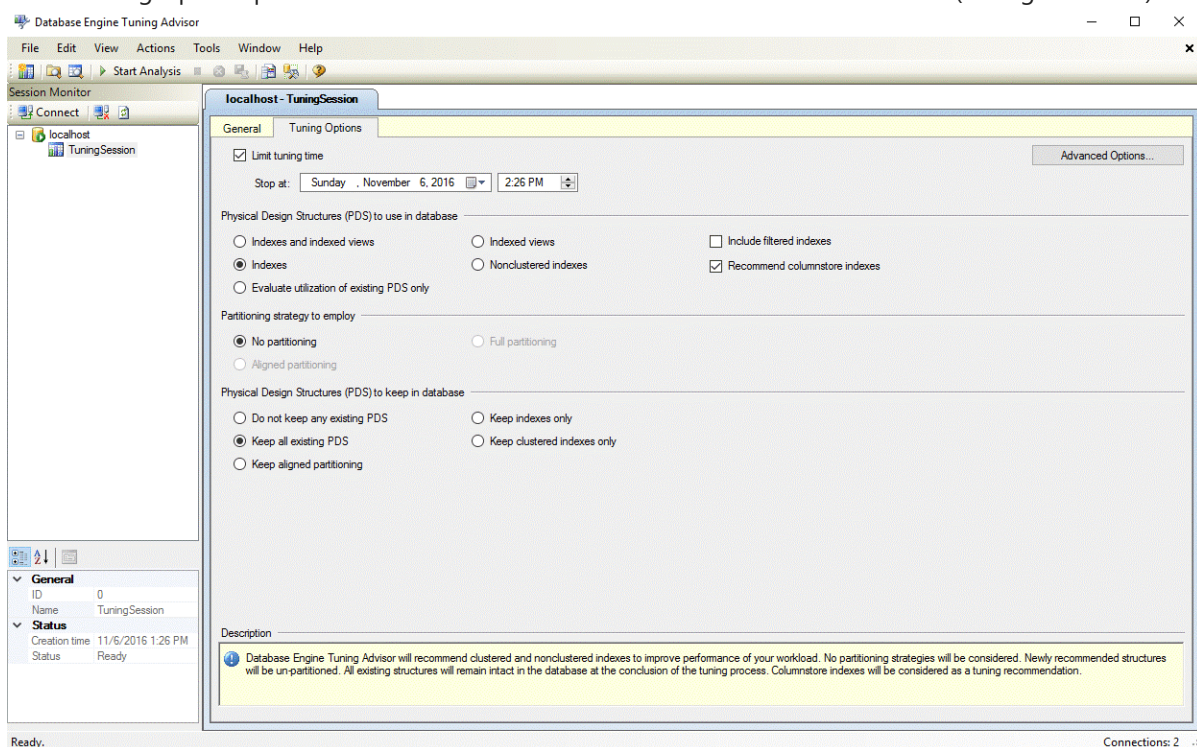 Database Engine Tuning Advisor
File Edit View Actions Tools Window Help
Start Analysis
Session Monitor
Connect
localhost
TuningSession
localhost - TuningSession
General Tuning Options
Limit tuning time Advanced Options...
Stop at: Sunday , November 6, 2016 2:26 PM
Physical Design Structures (PDS) to use in database
Indexes and indexed views Indexed views Include filtered indexes
Indexes Nonclustered indexes Recommend columnstore indexes
Evaluate utilization of existing PDS only
Partitioning strategy to employ
No partitioning Full partitioning
Aligned partitioning
Physical Design Structures (PDS) to keep in database
Do not keep any existing PDS Keep indexes only
Keep all existing PDS Keep clustered indexes only
Keep aligned partitioning
General
ID 0
Name TuningSession
Status
Creation time 11/6/2016 1:26 PM
Status Ready
Description
Database Engine Tuning Advisor will recommend clustered and nonclustered indexes to improve performance of your workload. No partitioning strategies will be considered. Newly recommended structures
will be un-partitioned. All existing structures will remain intact in the database at the conclusion of the tuning process. Columnstore indexes will be considered as a tuning recommendation.
Ready. Connections: 2